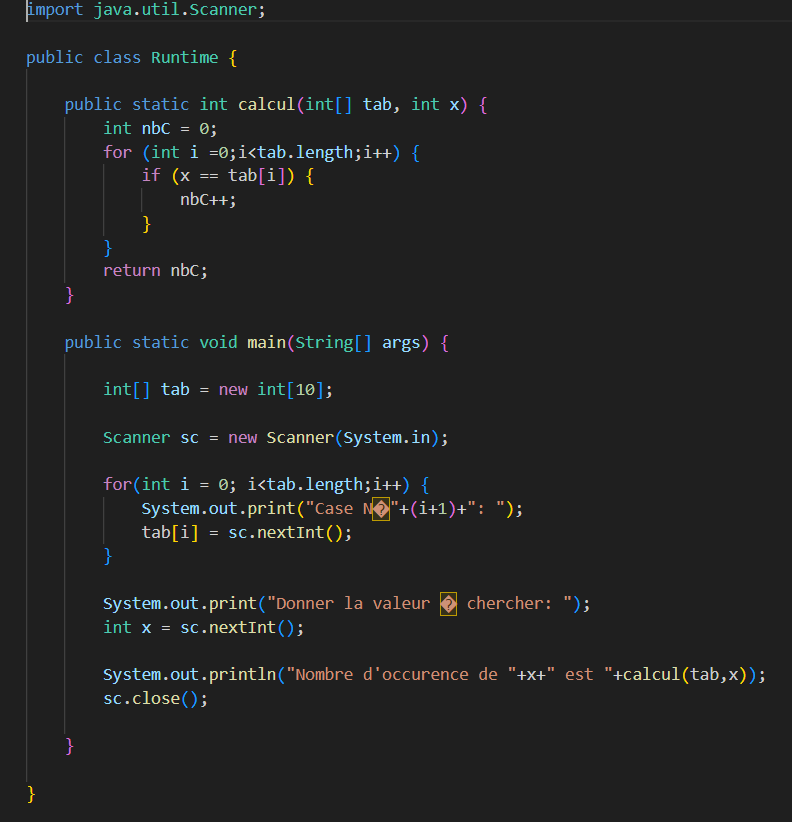 import java.util.Scanner;
public class Runtime {
public static int calcul(int[] tab, int x) {
int nbC = 0;
for (int i =0;i<tab.length;i++) {
if (x == tab[i]) {
nbC++;
}
}
return nbC;
}
public static void main(String[] args) {
int[] tab = new int[10];
Scanner sc = new Scanner(System.in);
for(int i = 0; i<tab.length;i++) {
System.out.print("Case N�"+(i+1)+": ");
tab[i] = sc.nextInt();
}
System.out.print("Donner la valeur � chercher: ");
int x = sc.nextInt();
System.out.println("Nombre d'occurence de "+x+" est "+calcul(tab,x));
sc.close();
}
}